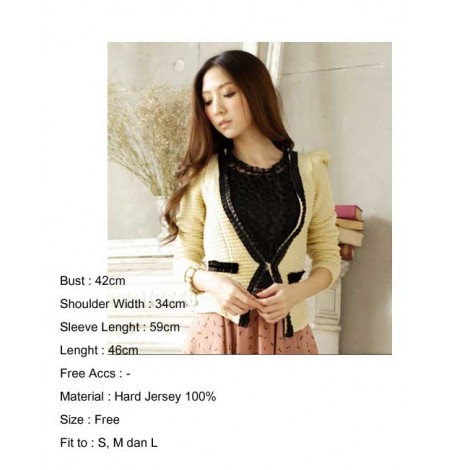 Bust : 42cm
Shoulder Width : 34cm
Sleeve Lenght : 59cm
Lenght : 46cm
Free Accs : -
Material : Hard Jersey 100%
Size : Free
Fit to : S, M dan L